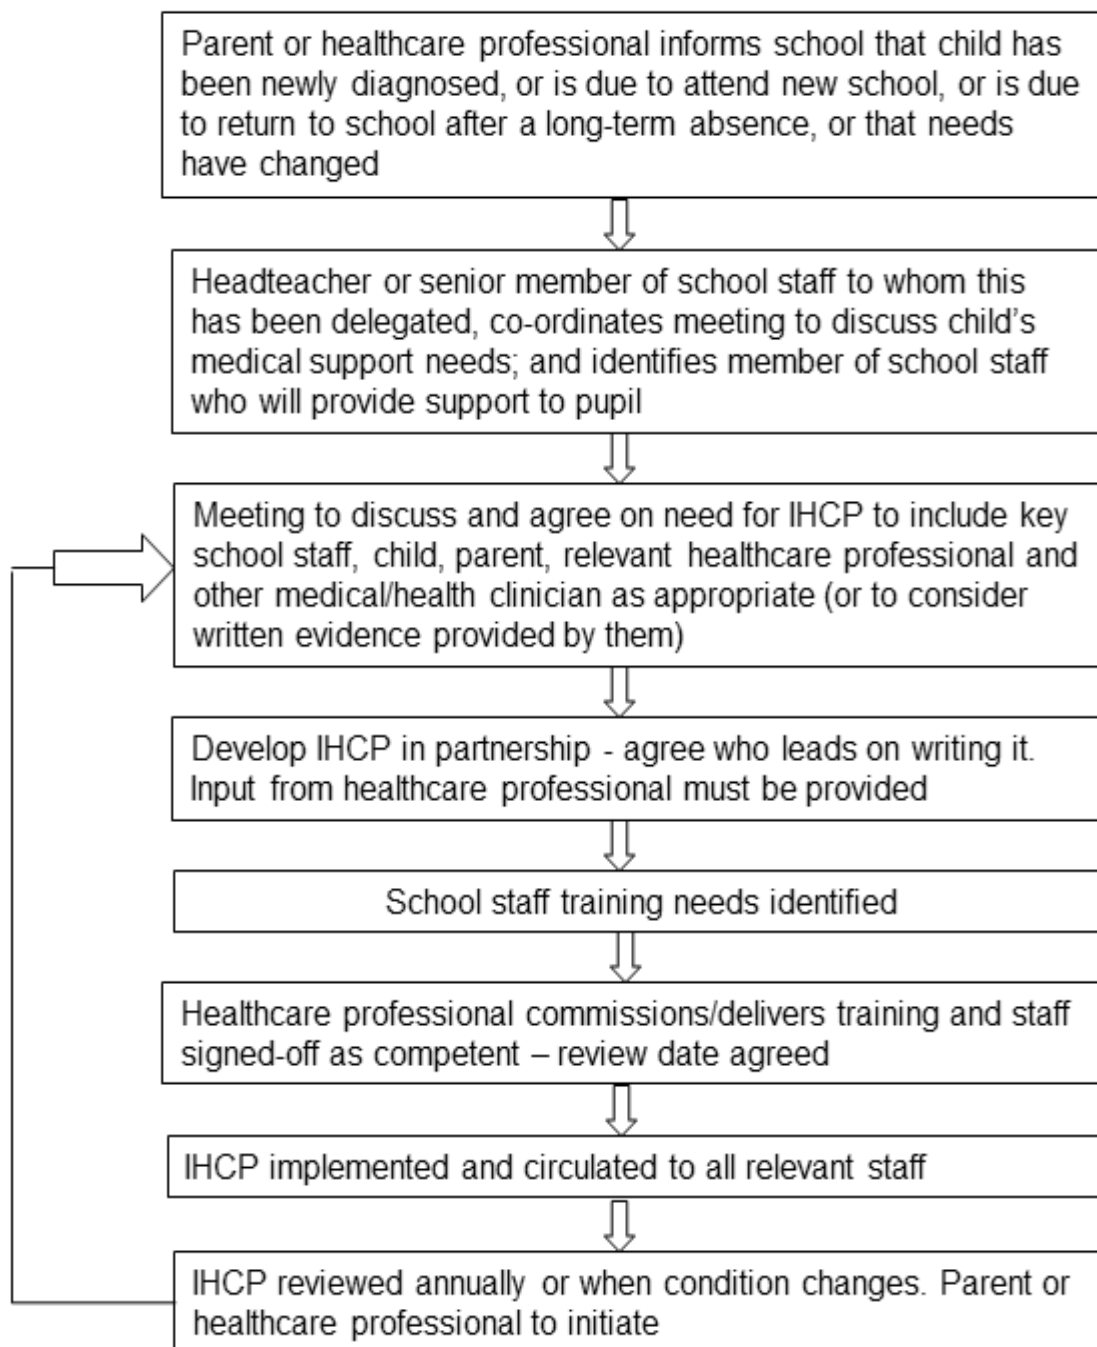 Parent or healthcare professional informs school that child has
been newly diagnosed, or is due to attend new school, or is due
to return to school after a long-term absence, or that needs
have changed
Headteacher or senior member of school staff to whom this
has been delegated, co-ordinates meeting to discuss child's
medical support needs; and identifies member of school staff
who will provide support to pupil
Meeting to discuss and agree on need for IHCP to include key
school staff, child, parent, relevant healthcare professional and
other medical/health clinician as appropriate (or to consider
written evidence provided by them)
Develop IHCP in partnership - agree who leads on writing it.
Input from healthcare professional must be provided
School staff training needs identified
Healthcare professional commissions/delivers training and staff
signed-off as competent – review date agreed
IHCP implemented and circulated to all relevant staff
IHCP reviewed annually or when condition changes. Parent or
healthcare professional to initiate